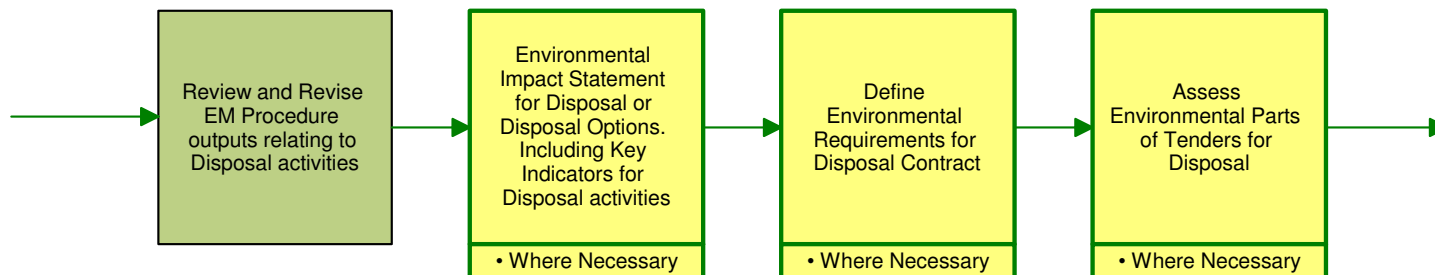 Review and Revise
EM Procedure
outputs relating to
Disposal activities
Environmental
Impact Statement
for Disposal or
Disposal Options.
Including Key
Indicators for
Disposal activities
• Where Necessary
Define
Environmental
Requirements for
Disposal Contract
• Where Necessary
Assess
Environmental Parts
of Tenders for
Disposal
• Where Necessary